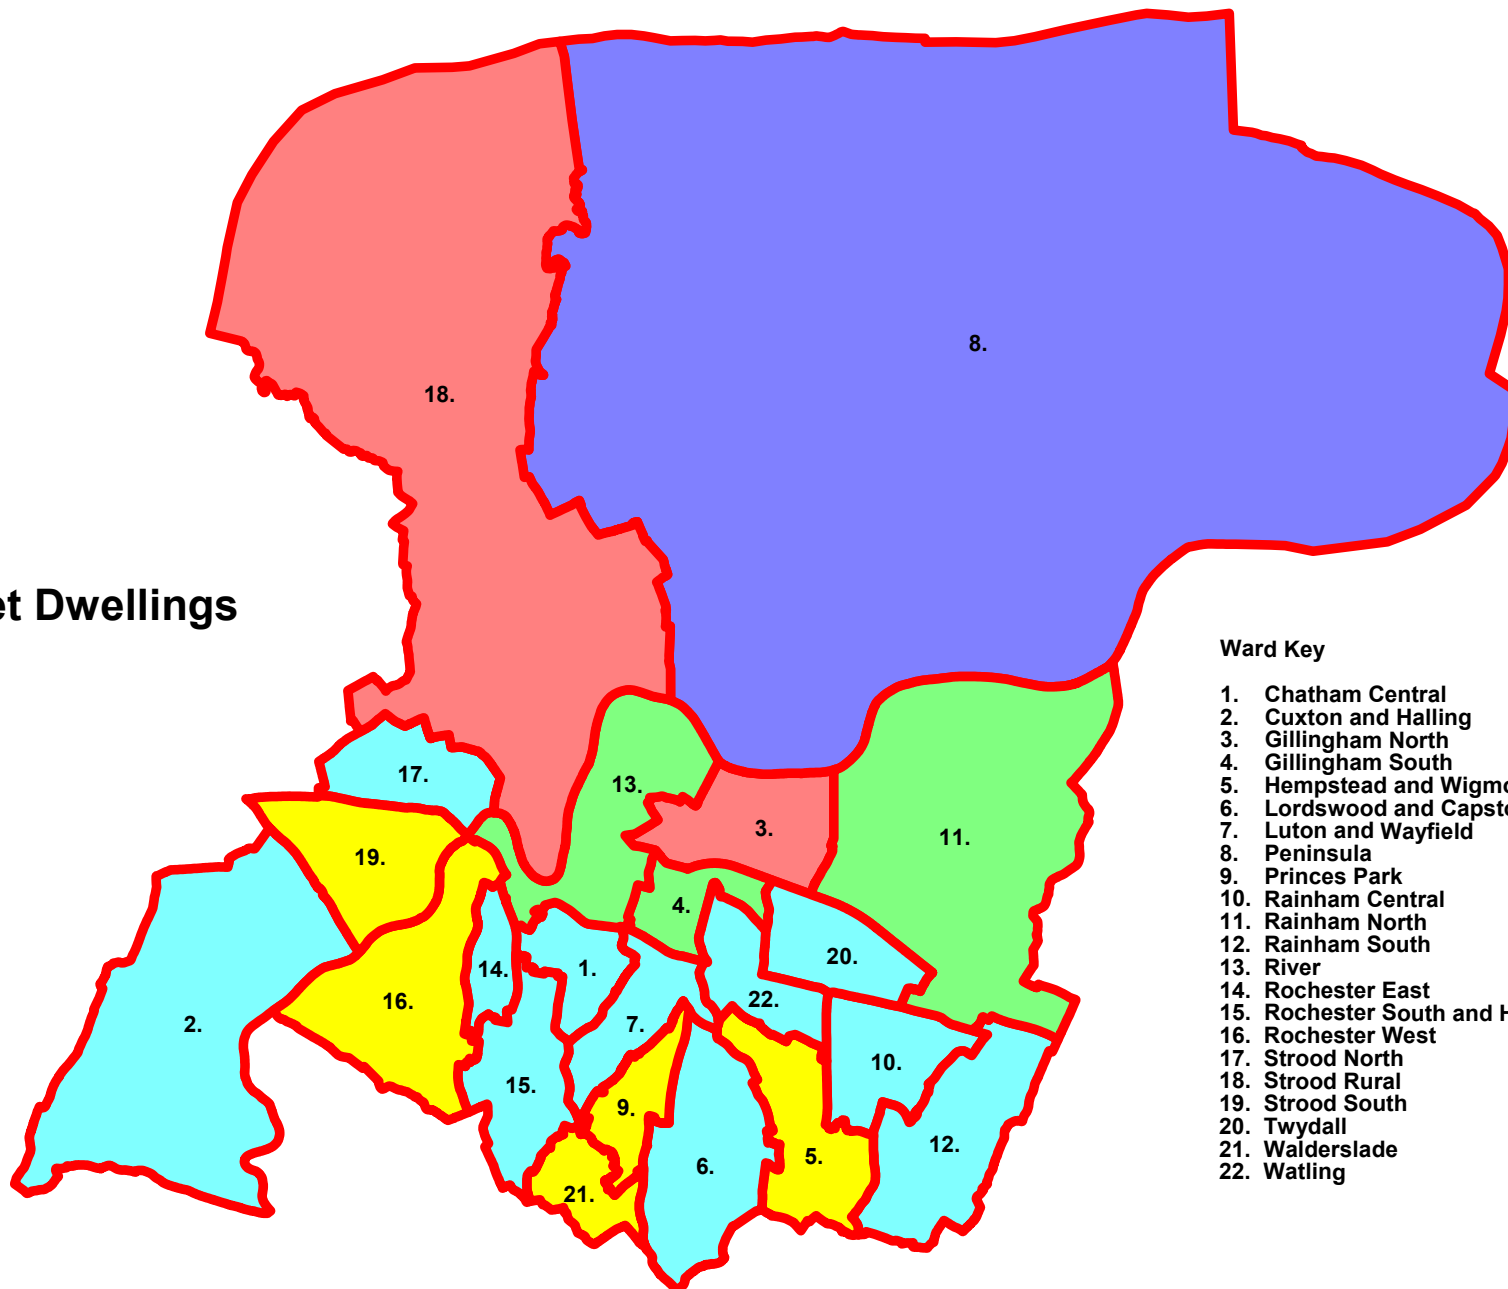 8.
18.
et Dwellings
Ward Key
1. Chatham Central
2. Cuxton and Halling
3. Gillingham North
4. Gillingham South
5. Hempstead and Wigmo
6. Lordswood and Capst
7. Luton and Wayfield
8. Peninsula
9. Princes Park
10. Rainham Central
11. Rainham North
12. Rainham South
13. River
14. Rochester East
15. Rochester South and H
16. Rochester West
17. Strood North
18. Strood Rural
19. Strood South
20. Twydall
21. Walderslade
22. Watling
17.
13.
3.
11.
19.
4.
20.
14.
1.
16.
22.
2.
7.
10.
15.
9.
12.
5.
6.
21.